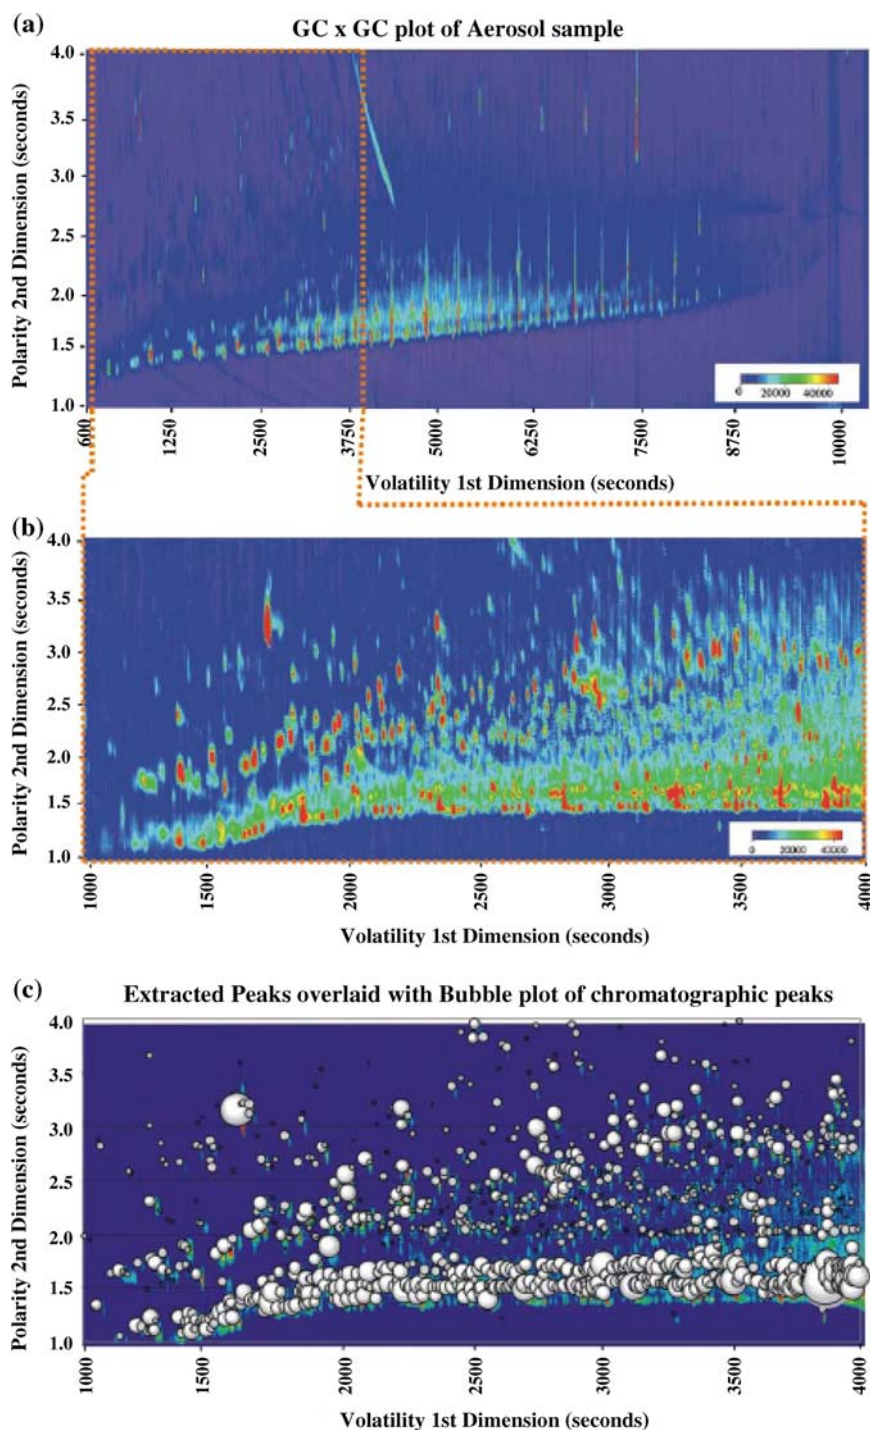 (a)
GC x GC plot of Aerosol sample
Polarity 2nd Dimension (seconds)
4.0
3.5
3.0
2.5
2.0
1.5
1.0
0 20000 40000
600 1250 2500 3750 5000 6250 7500 8750 10000
Volatility 1st Dimension (seconds)
(b)
Polarity 2nd Dimension (seconds)
4.0
3.5
3.0
2.5
2.0
1.5
1.0
0 20000 40000
1000 1500 2000 2500 3000 3500 4000
Volatility 1st Dimension (seconds)
(c)
Extracted Peaks overlaid with Bubble plot of chromatographic peaks
Polarity 2nd Dimension (seconds)
4.0
3.5
3.0
2.5
2.0
1.5
1.0
1000 1500 2000 2500 3000 3500 4000
Volatility 1st Dimension (seconds)